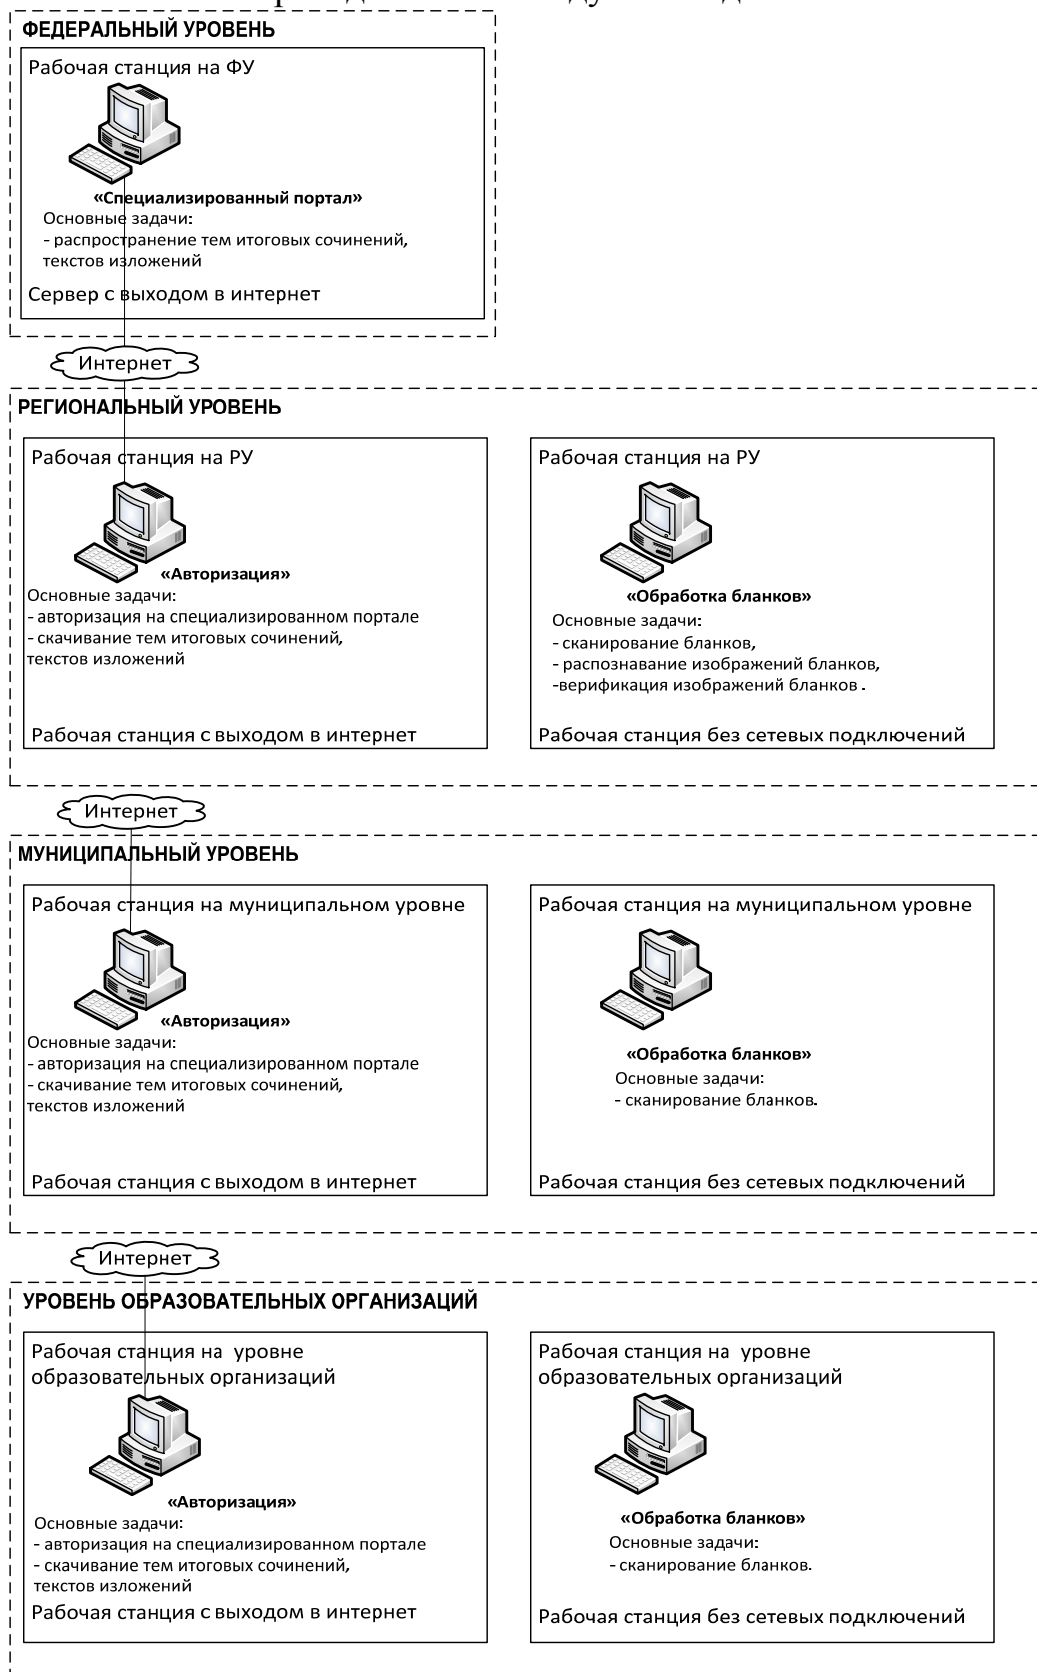 ФЕДЕРАЛЬНЫЙ УРОВЕНЬ
Рабочая станция на ФУ
«Специализированный портал»
Основные задачи:
- распространение тем итоговых сочинений,
текстов изложений
Сервер с выходом в интернет
Интернет
РЕГИОНАЛЬНЫЙ УРОВЕНЬ
Рабочая станция на РУ
«Авторизация»
Основные задачи:
- авторизация на специализированном портале
- скачивание тем итоговых сочинений,
текстов изложений
Рабочая станция с выходом в интернет
Рабочая станция на РУ
«Обработка бланков»
Основные задачи:
- сканирование бланков,
- распознавание изображений бланков,
-верификация изображений бланков .
Рабочая станция без сетевых подключений
Интернет
МУНИЦИПАЛЬНЫЙ УРОВЕНЬ
Рабочая станция на муниципальном уровне
«Авторизация»
Основные задачи:
- авторизация на специализированном портале
- скачивание тем итоговых сочинений,
текстов изложений
Рабочая станция с выходом в интернет
Рабочая станция на муниципальном уровне
«Обработка бланков»
Основные задачи:
- сканирование бланков.
Рабочая станция без сетевых подключений
Интернет
УРОВЕНЬ ОБРАЗОВАТЕЛЬНЫХ ОРГАНИЗАЦИЙ
Рабочая станция на уровне
образовательных организаций
«Авторизация»
Основные задачи:
- авторизация на специализированном портале
- скачивание тем итоговых сочинений,
текстов изложений
Рабочая станция с выходом в интернет
Рабочая станция на уровне
образовательных организаций
«Обработка бланков»
Основные задачи:
- сканирование бланков.
Рабочая станция без сетевых подключений